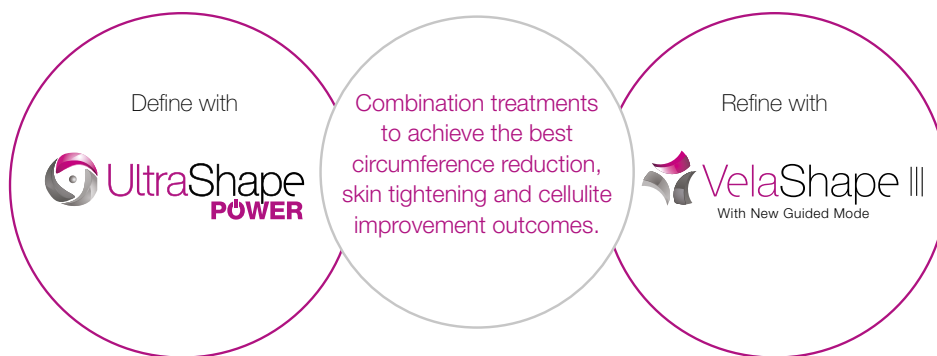 Define with
UltraShape
POWER
Combination treatments
to achieve the best
circumference reduction,
skin tightening and cellulite
improvement outcomes.
Refine with
VelaShape III
With New Guided Mode